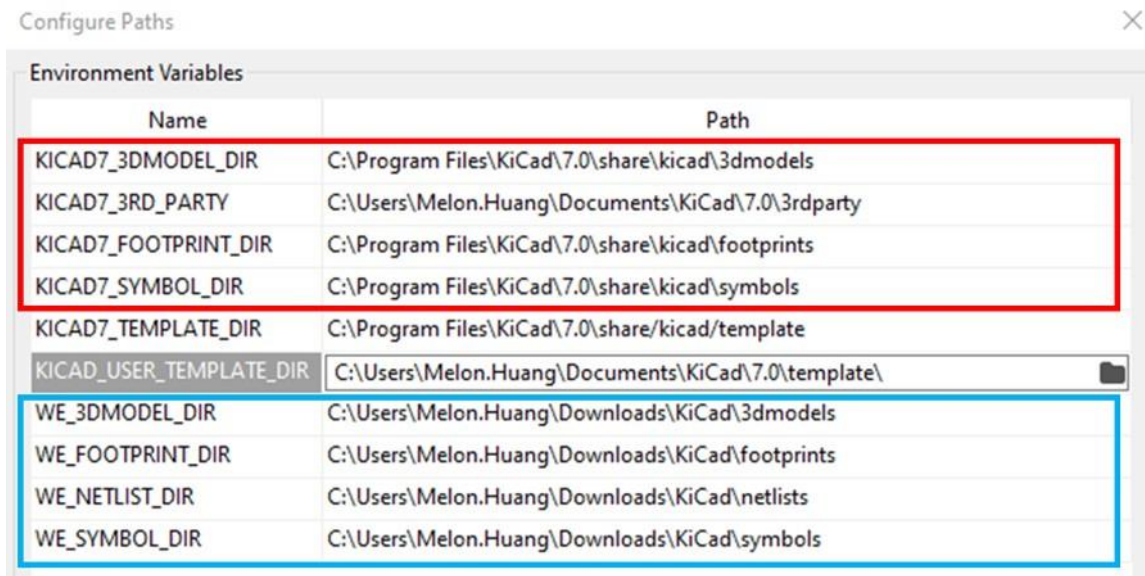 Configure Paths
Environment Variables
Name Path
KICAD7_3DMODEL_DIR C:\Program Files\KiCad\7.0\share\kicad\3dmodels
KICAD7_3RD_PARTY C:\Users\Melon.Huang\Documents\KiCad\7.0\3rdparty
KICAD7_FOOTPRINT_DIR C:\Program Files\KiCad\7.0\share\kicad\footprints
KICAD7_SYMBOL_DIR C:\Program Files\KiCad\7.0\share\kicad\symbols
KICAD7_TEMPLATE_DIR C:\Program Files\KiCad\7.0\share/kicad/template
KICAD_USER_TEMPLATE_DIR C:\Users\Melon.Huang\Documents\KiCad\7.0\template\
WE_3DMODEL_DIR C:\Users\Melon.Huang\Downloads\KiCad\3dmodels
WE_FOOTPRINT_DIR C:\Users\Melon.Huang\Downloads\KiCad\footprints
WE_NETLIST_DIR C:\Users\Melon.Huang\Downloads\KiCad\netlists
WE_SYMBOL_DIR C:\Users\Melon.Huang\Downloads\KiCad\symbols